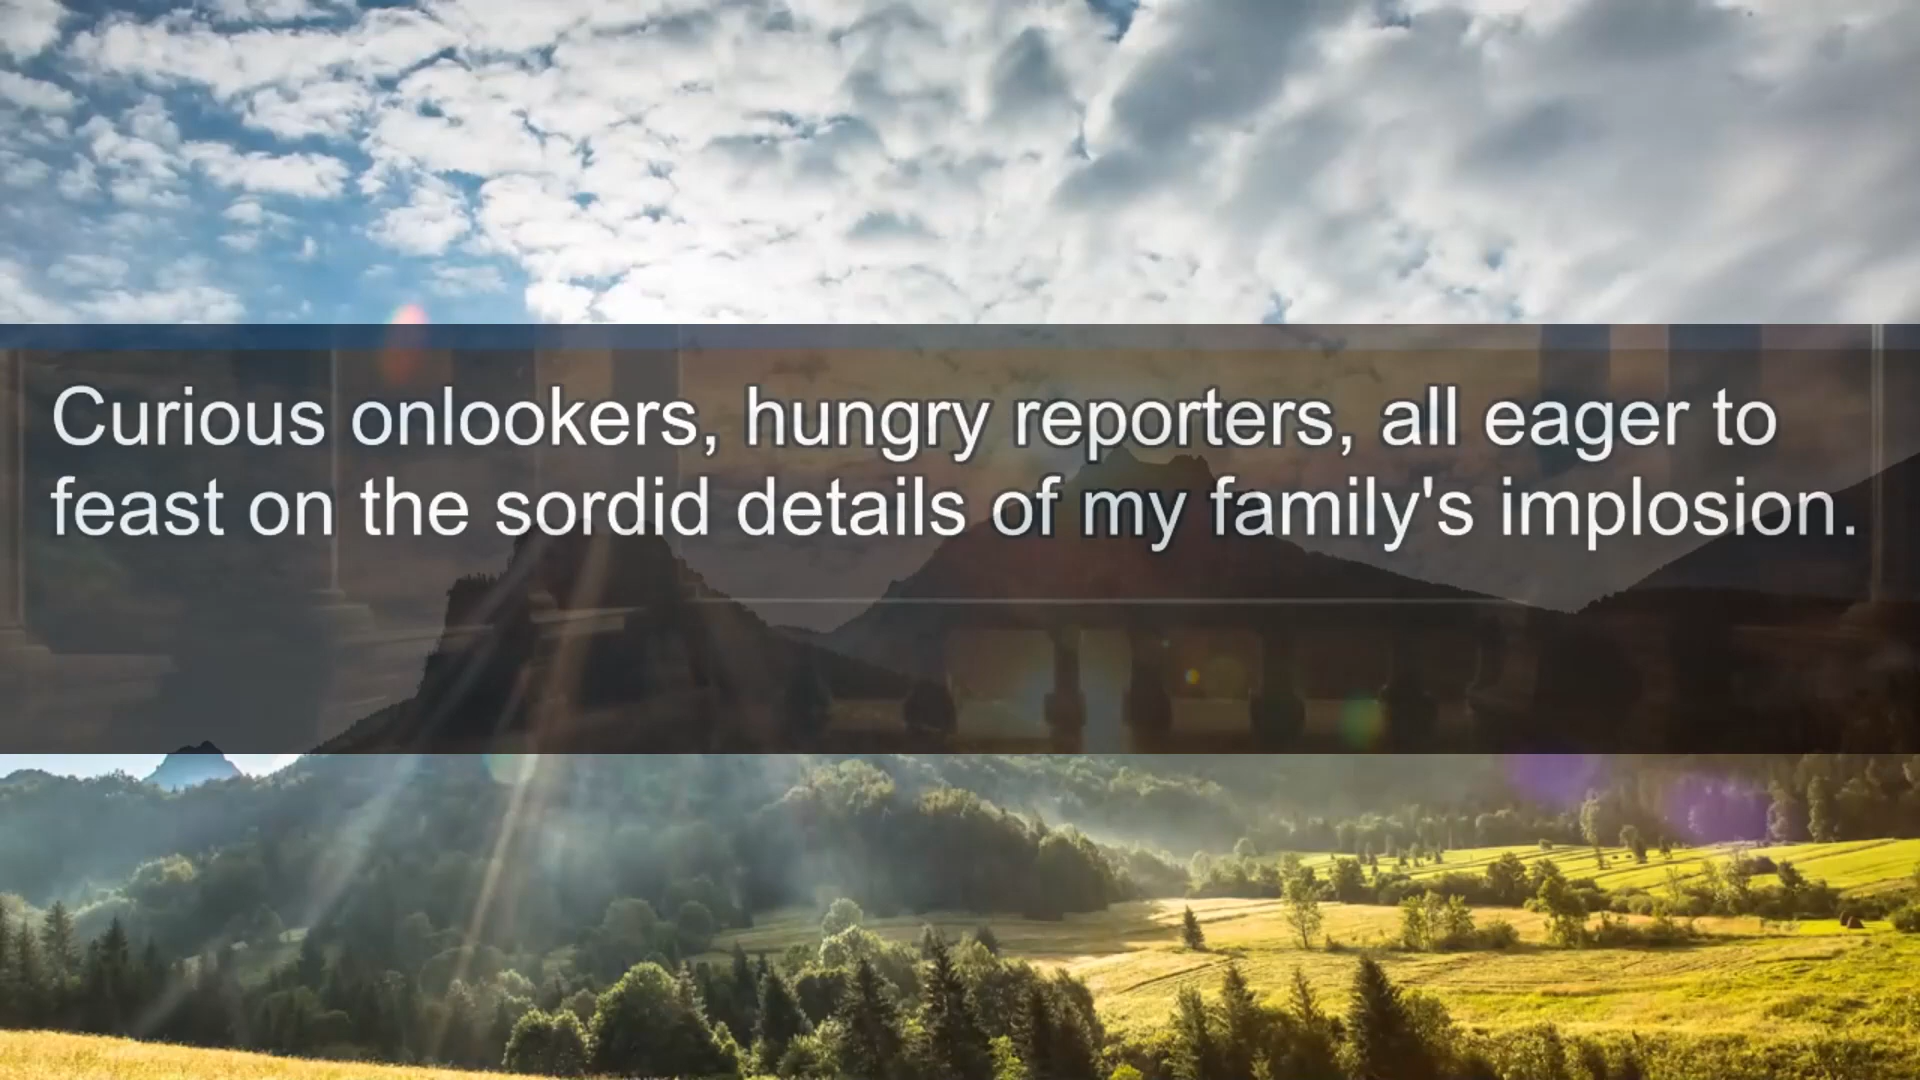 Curious onlookers, hungry reporters, all eager to
feast on the sordid details of my family's implosion.